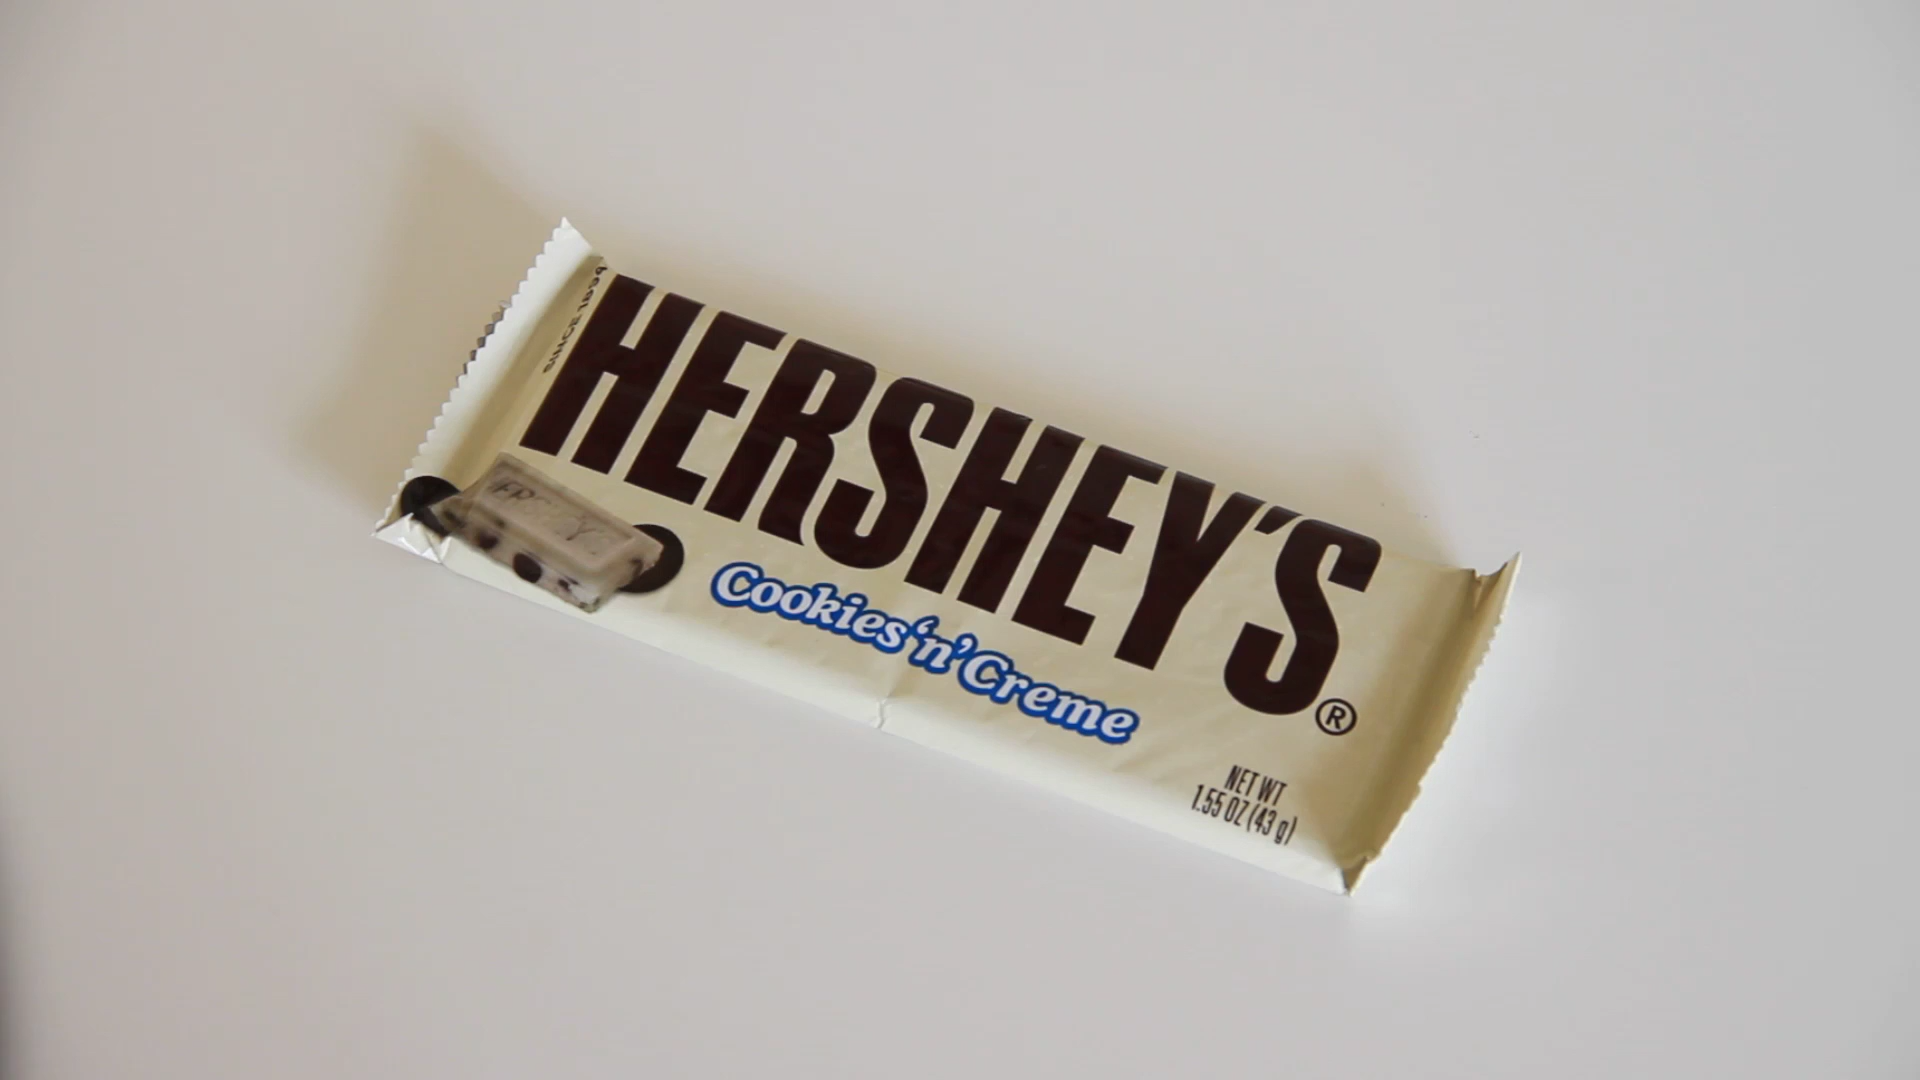 SINCE 1894
HERSHEY'S®
Cookies 'n' Creme
NET WT
1.55 OZ (43 g)